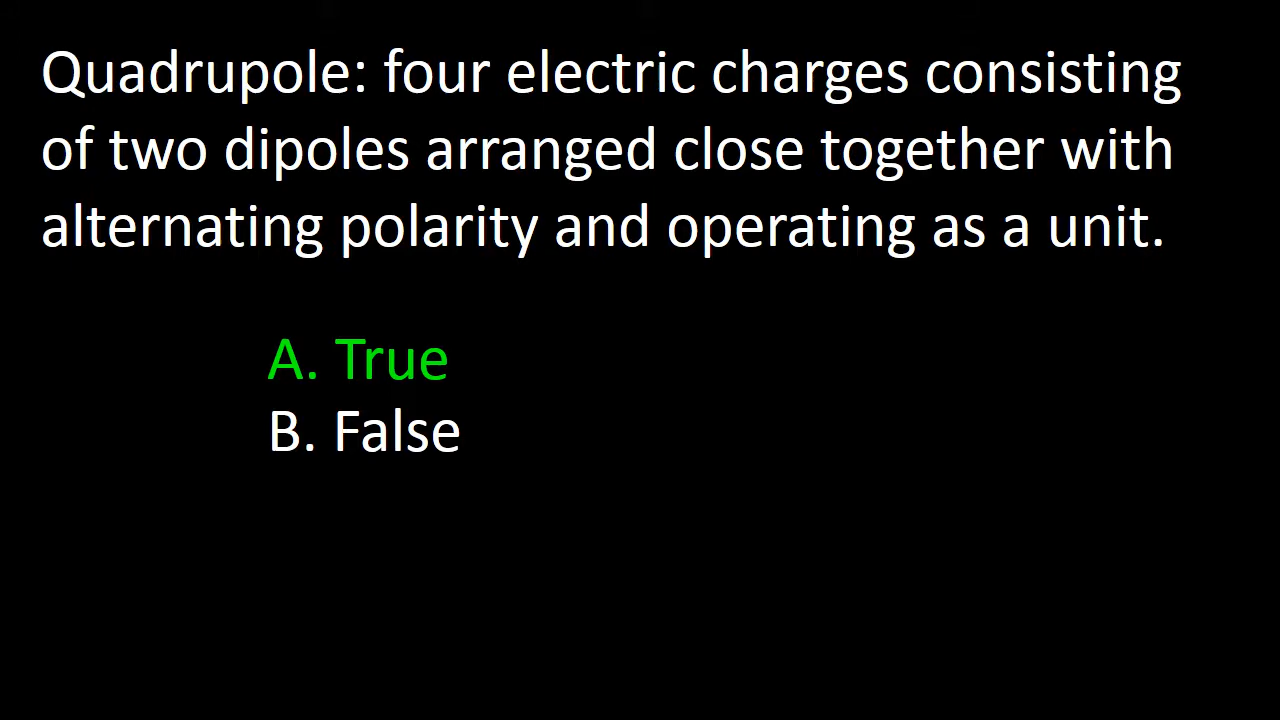 Quadrupole: four electric charges consisting
of two dipoles arranged close together with
alternating polarity and operating as a unit.
A. True
B. False